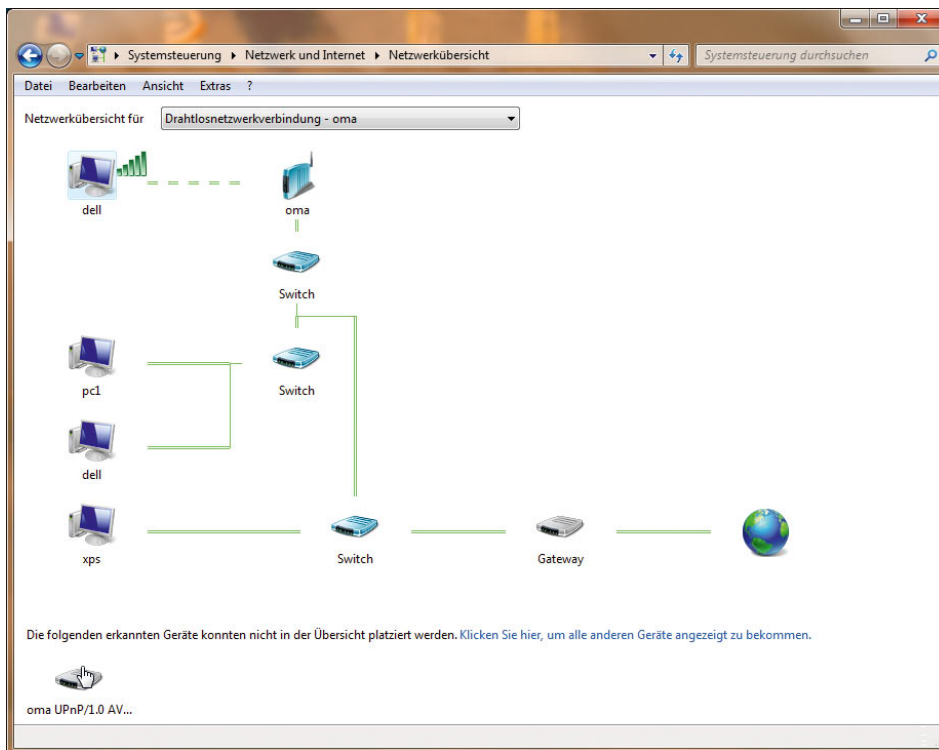 Systemsteuerung Netzwerk und Internet Netzwerkübersicht Systemsteuerung durchsuchen
Datei Bearbeiten Ansicht Extras ?
Netzwerkübersicht für Drahtlosnetzwerkverbindung - oma
dell oma
Switch
pc1 Switch
dell
xps Switch Gateway
Die folgenden erkannten Geräte konnten nicht in der Übersicht platziert werden. Klicken Sie hier, um alle anderen Geräte angezeigt zu bekommen.
oma UPnP/1.0 AV...